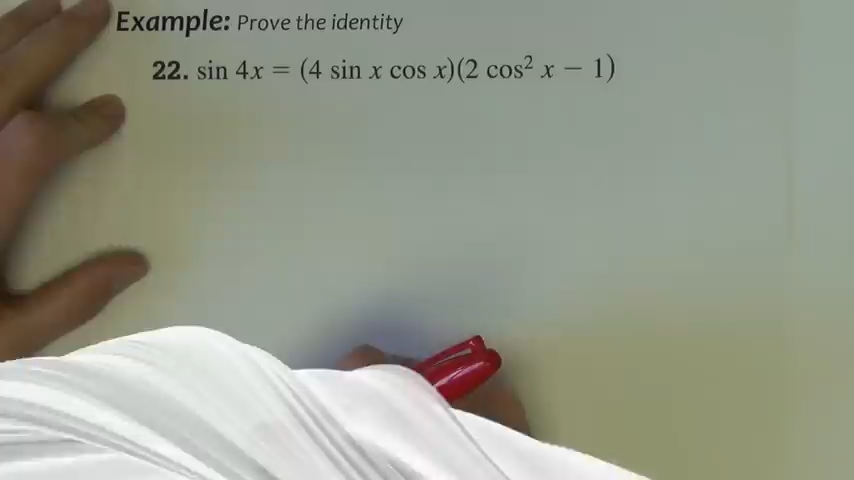 Example: Prove the identity
22. sin 4x = (4 sin x cos x)(2 cos² x − 1)